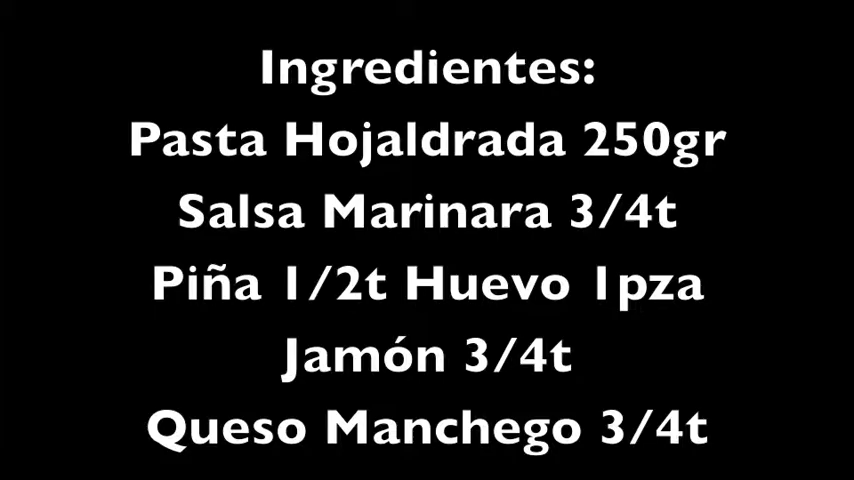 Ingredientes:
Pasta Hojaldrada 250gr
Salsa Marinara 3/4t
Piña 1/2t Huevo 1pza
Jamón 3/4t
Queso Manchego 3/4t